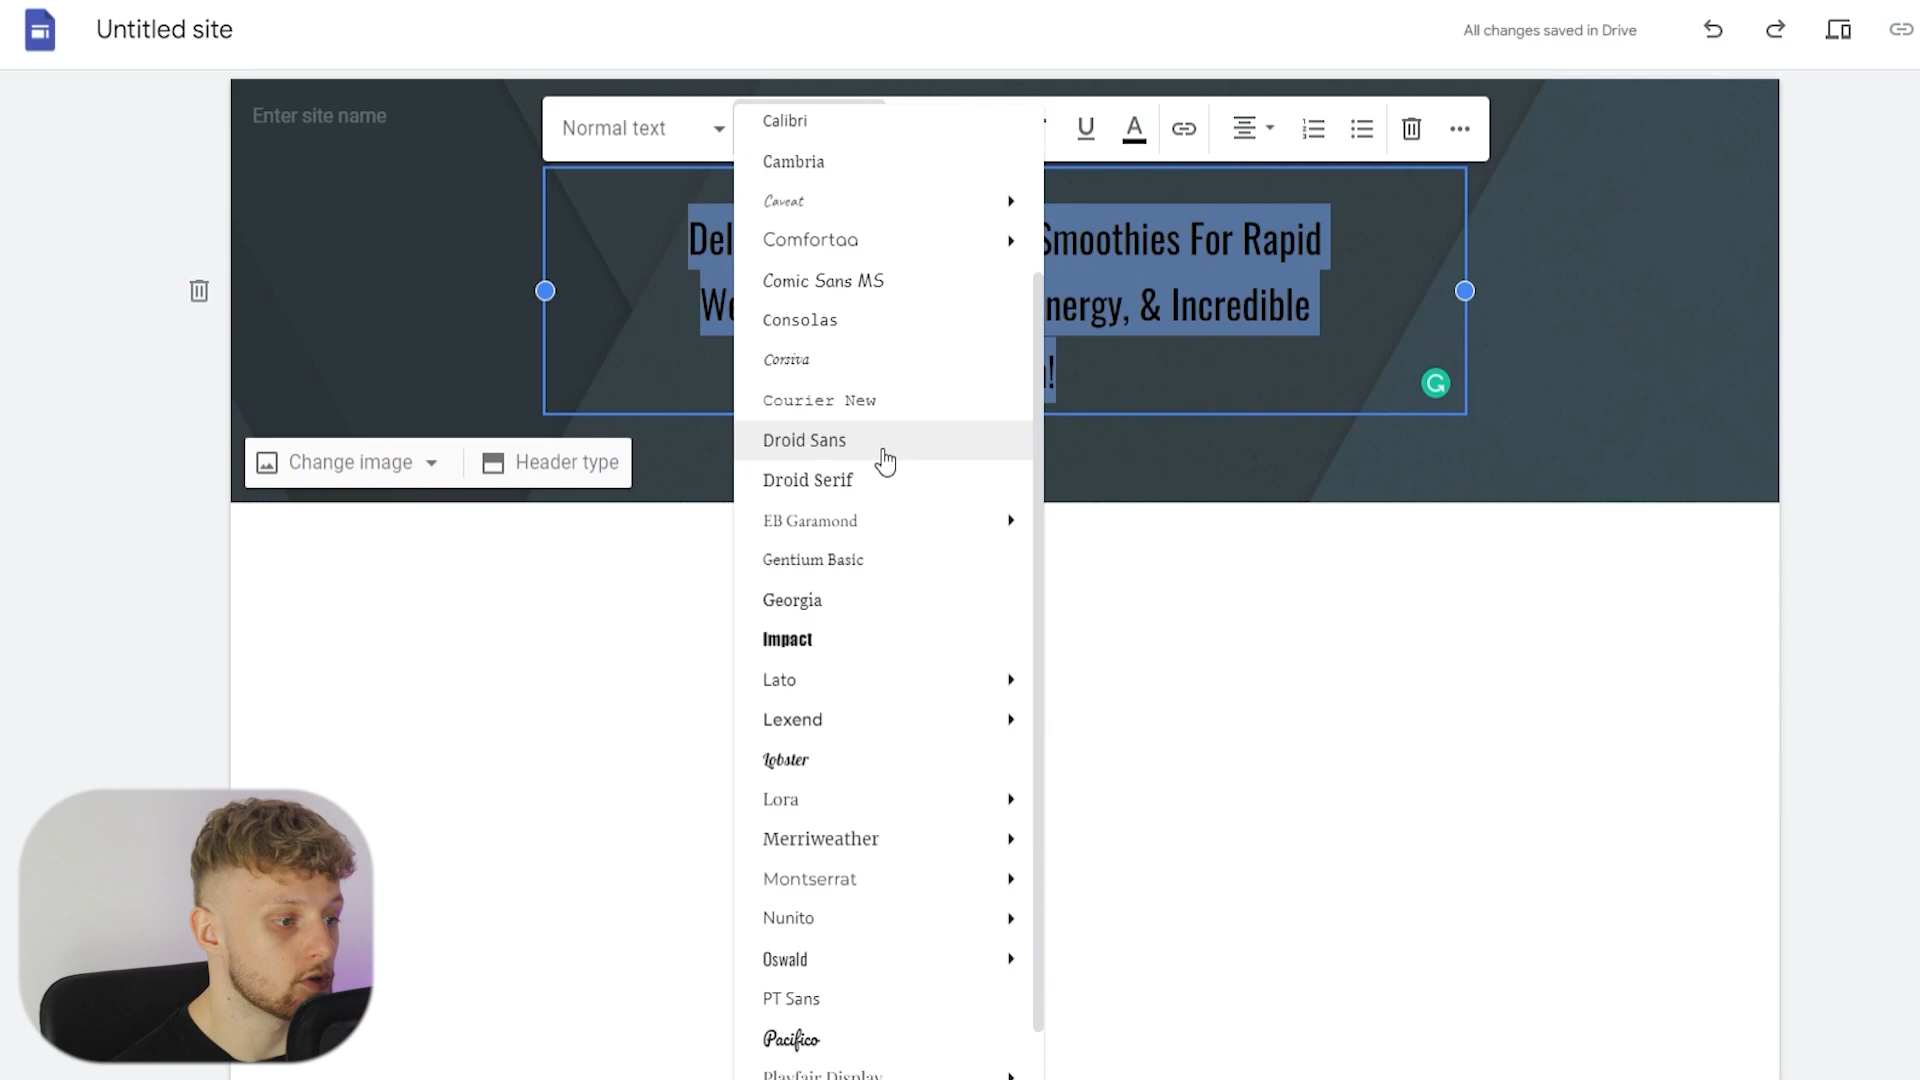 Untitled site
All changes saved in Drive
Enter site name
Normal text
Del Smoothies For Rapid
We nergy, & Incredible
!
Change image
Header type
Calibri
Cambria
Caveat
Comfortaa
Comic Sans MS
Consolas
Corsiva
Courier New
Droid Sans
Droid Serif
EB Garamond
Gentium Basic
Georgia
Impact
Lato
Lexend
Lobster
Lora
Merriweather
Montserrat
Nunito
Oswald
PT Sans
Pacifico
Playfair Display